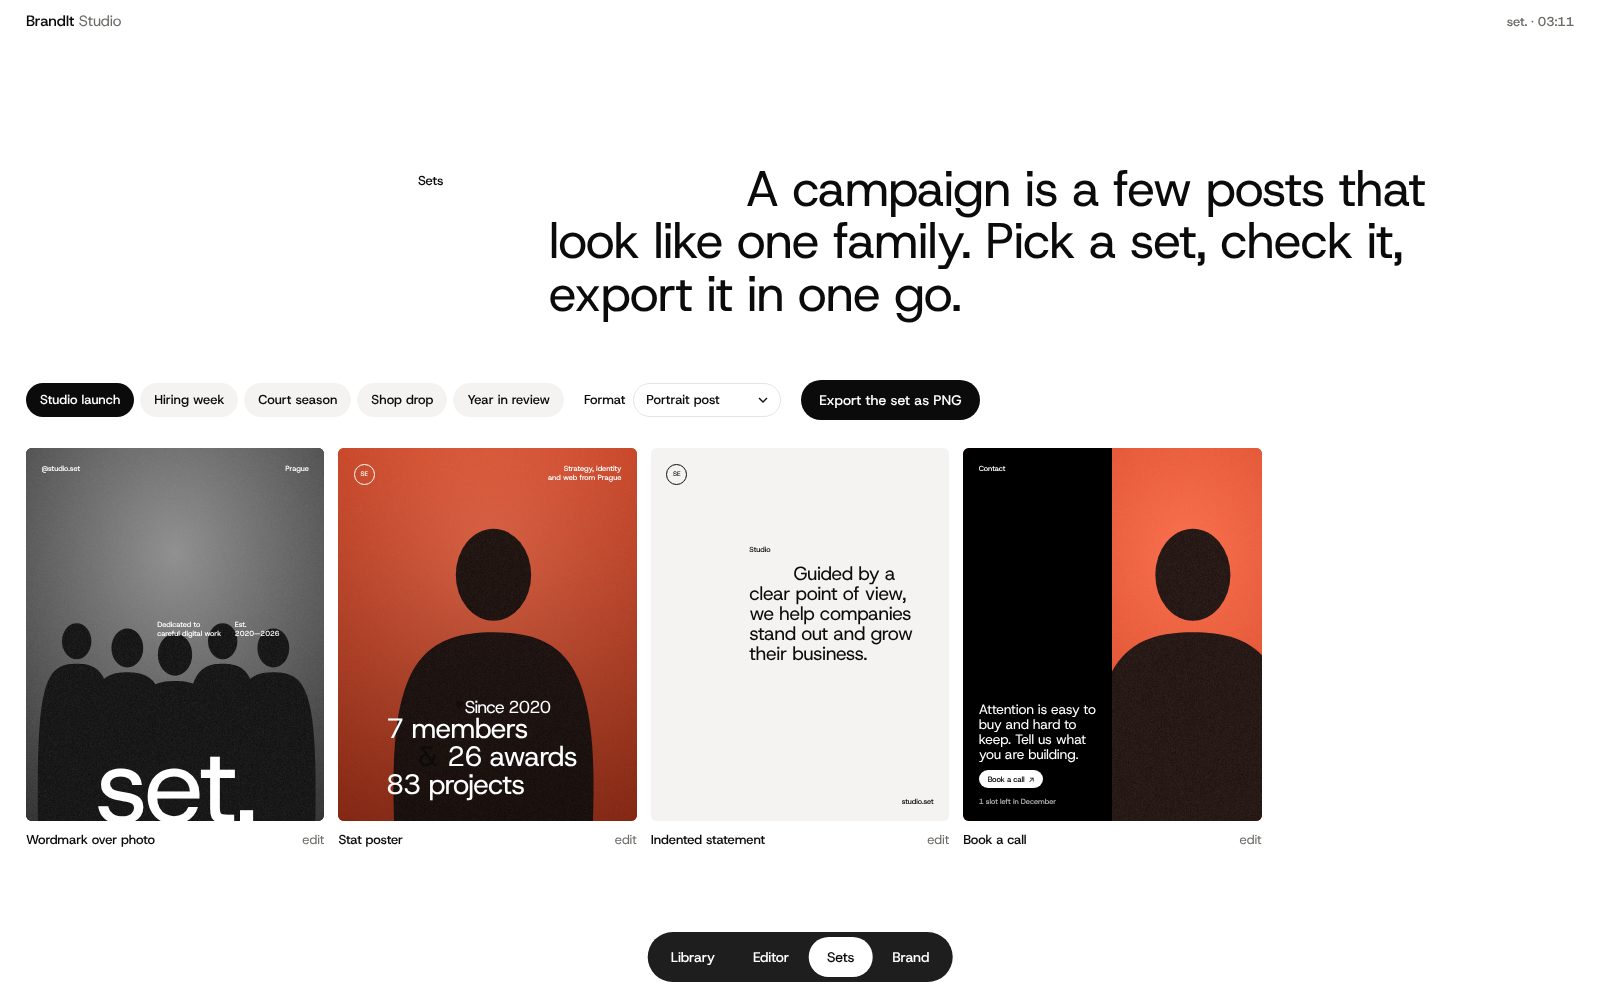 BrandIt Studio
set. · 03:11
Sets
A campaign is a few posts that
look like one family. Pick a set, check it,
export it in one go.
Studio launch
Hiring week
Court season
Shop drop
Year in review
Format
Portrait post
Export the set as PNG
@studio.set
Prague
Dedicated to
careful digital work
Est.
2020—2026
set.
Wordmark over photo
edit
SE
Strategy, identity
and web from Prague
Since 2020
7 members
& 26 awards
83 projects
Stat poster
edit
SE
Studio
Guided by a
clear point of view,
we help companies
stand out and grow
their business.
studio.set
Indented statement
edit
Contact
Attention is easy to
buy and hard to
keep. Tell us what
you are building.
Book a call ↗
1 slot left in December
Book a call
edit
Library
Editor
Sets
Brand